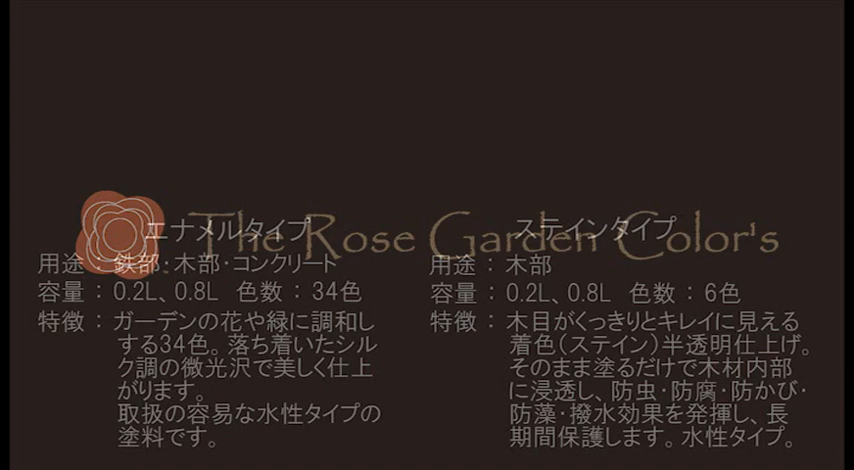 The Rose Garden Color's
エナメルタイプ
用途：鉄部・木部・コンクリート
容量：0.2L、0.8L 色数：34色
特徴：ガーデンの花や緑に調和し
する34色。落ち着いたシル
ク調の微光沢で美しく仕上
がります。
取扱の容易な水性タイプの
塗料です。
ステインタイプ
用途：木部
容量：0.2L、0.8L 色数：6色
特徴：木目がくっきりとキレイに見える
着色（ステイン）半透明仕上げ。
そのまま塗るだけで木材内部
に浸透し、防虫・防腐・防かび・
防藻・撥水効果を発揮し、長
期間保護します。水性タイプ。